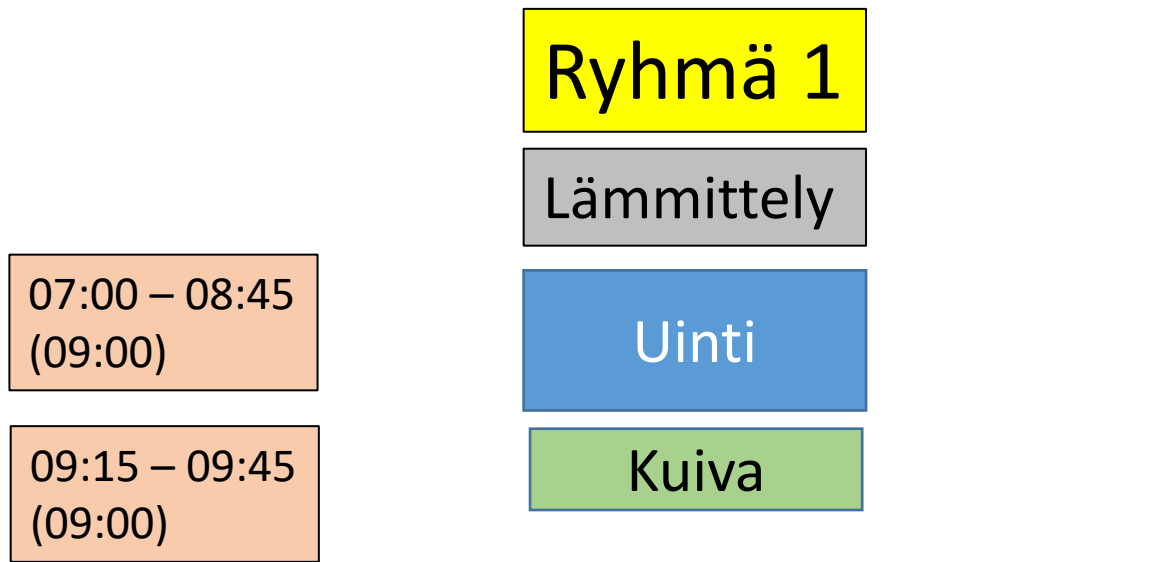 Ryhmä 1
Lämmittely
07:00 – 08:45
(09:00)
Uinti
09:15 – 09:45
(09:00)
Kuiva